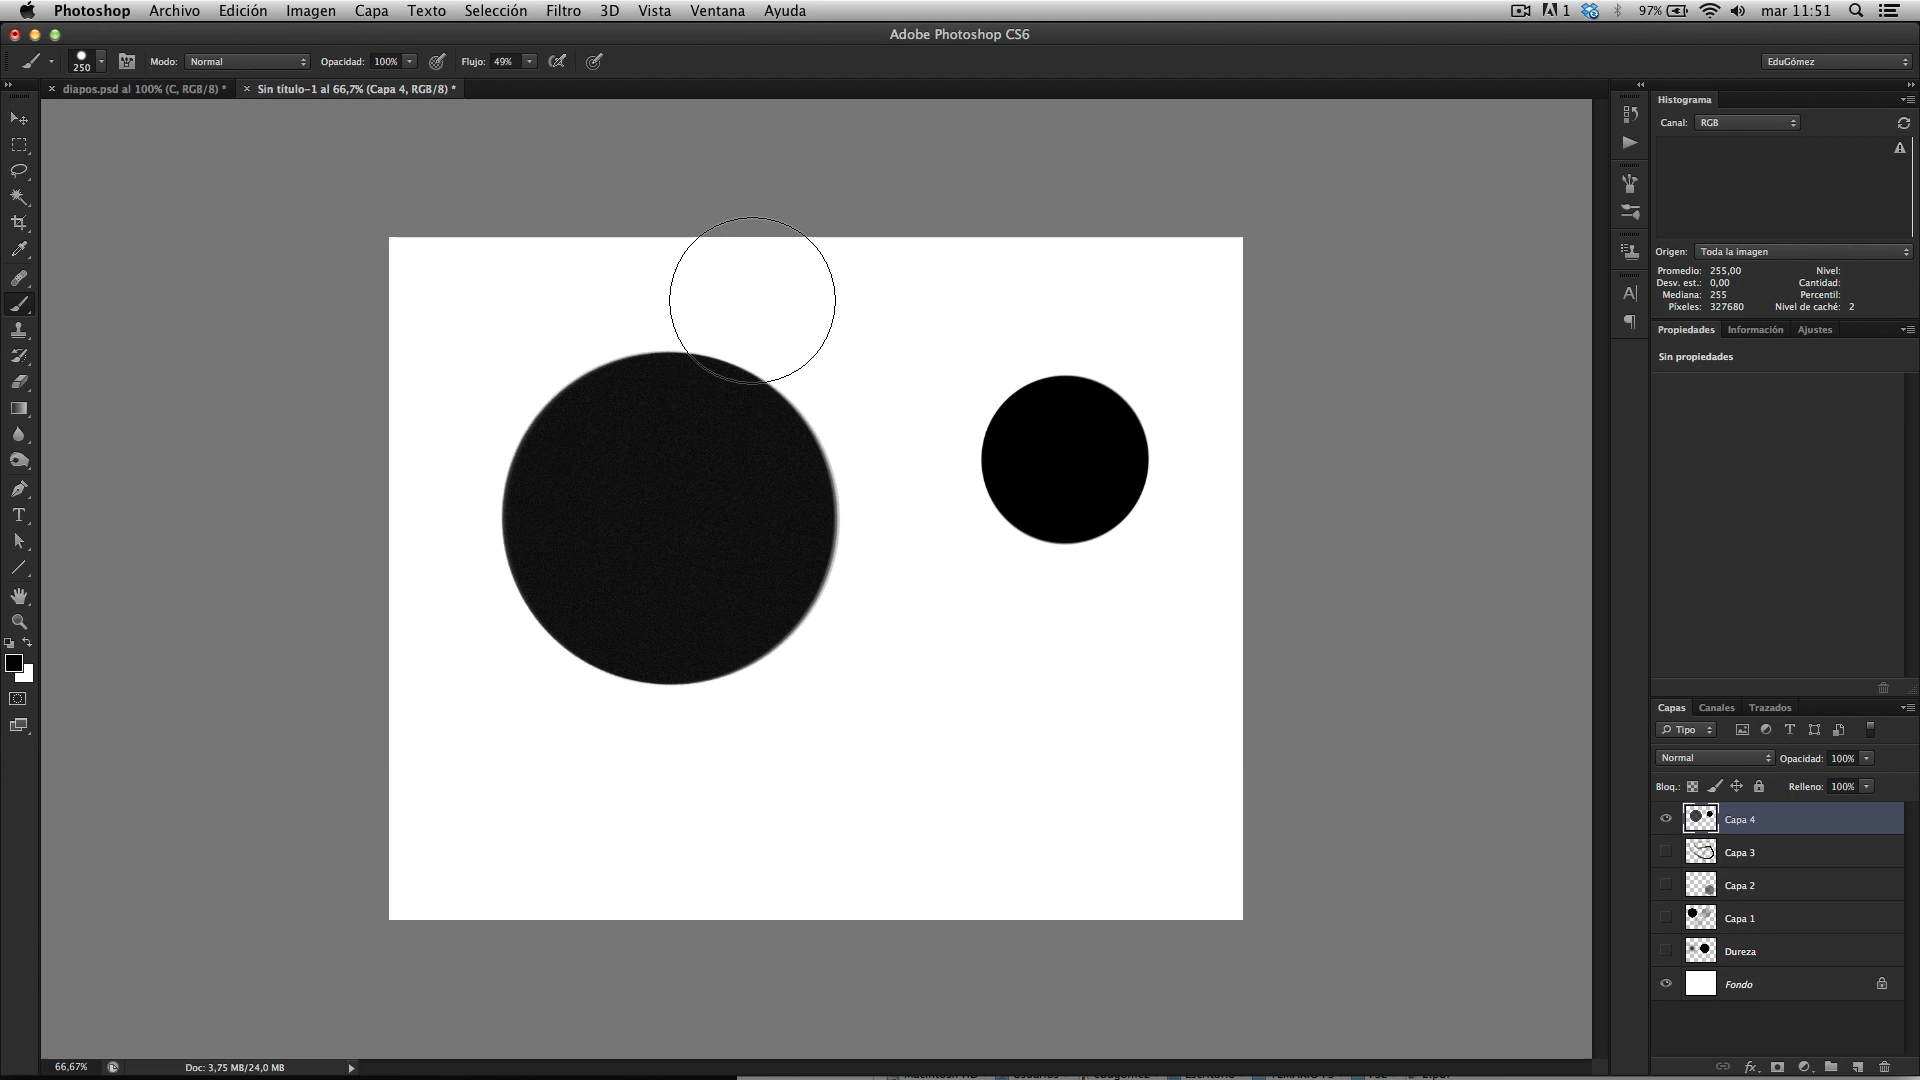 Photoshop Archivo Edición Imagen Capa Texto Selección Filtro 3D Vista Ventana Ayuda 1 97% mar 11:51
Adobe Photoshop CS6
250 Modo: Normal Opacidad: 100% Flujo: 49% EduGómez
× diapos.psd al 100% (C, RGB/8) * × Sin título-1 al 66,7% (Capa 4, RGB/8) *
Histograma
Canal: RGB
Origen: Toda la imagen
Promedio: 255,00 Nivel:
Desv. est.: 0,00 Cantidad:
Mediana: 255 Percentil:
Píxeles: 327680 Nivel de caché: 2
Propiedades Información Ajustes
Sin propiedades
Capas Canales Trazados
Tipo
Normal Opacidad: 100%
Bloq.: Relleno: 100%
Capa 4
Capa 3
Capa 2
Capa 1
Dureza
Fondo
66,67% Doc: 3,75 MB/24,0 MB